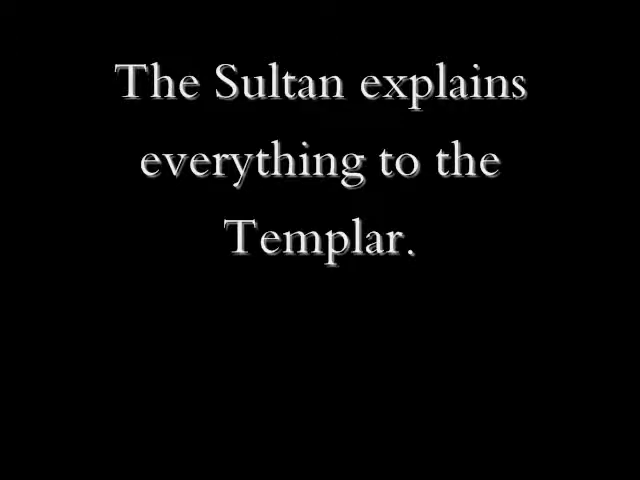 The Sultan explains
everything to the
Templar.